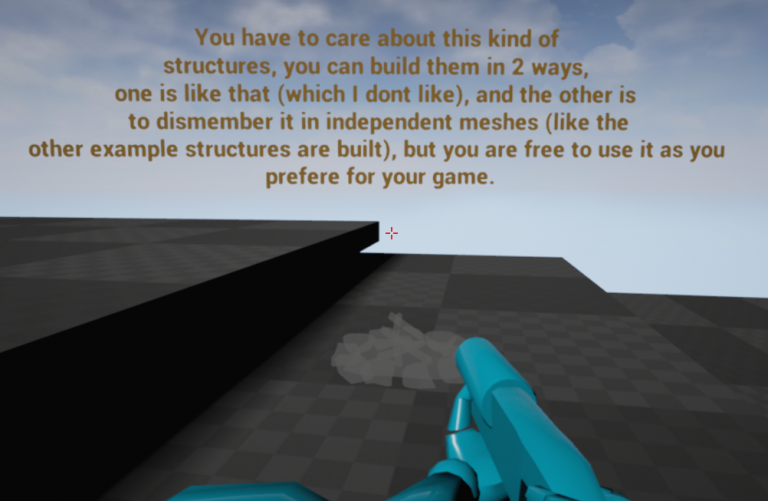 You have to care about this kind of
structures, you can build them in 2 ways,
one is like that (which I dont like), and the other is
to dismember it in independent meshes (like the
other example structures are built), but you are free to use it as you
prefere for your game.